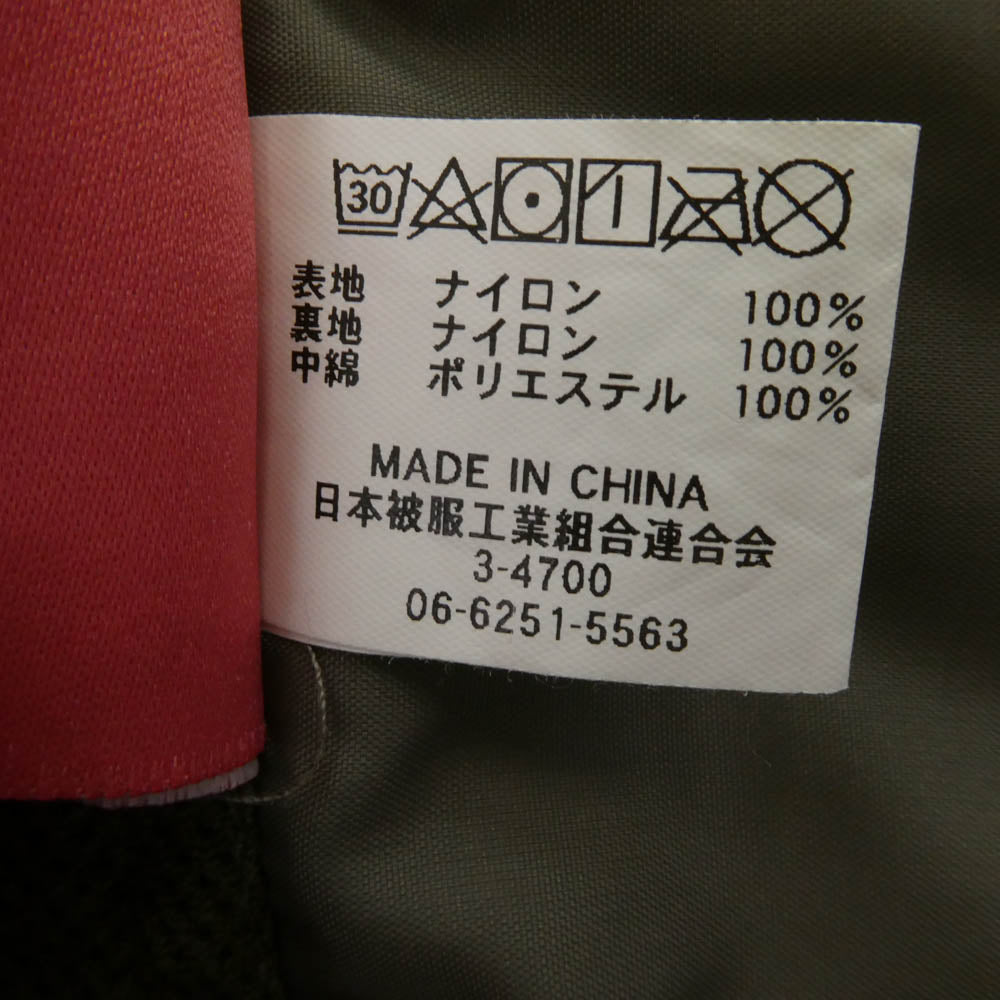 30
表地 ナイロン 100%
裏地 ナイロン 100%
中綿 ポリエステル 100%
MADE IN CHINA
日本被服工業組合連合会
3-4700
06-6251-5563